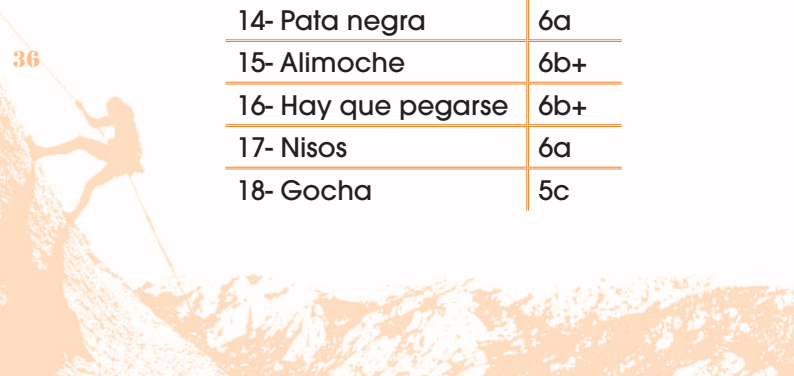 14- Pata negra 6a
36
15- Alimoche 6b+
16- Hay que pegarse 6b+
17- Nisos 6a
18- Gocha 5c